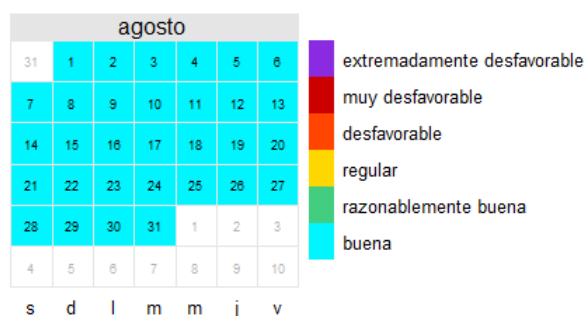 agosto
31 1 2 3 4 5 6
7 8 9 10 11 12 13
14 15 16 17 18 19 20
21 22 23 24 25 26 27
28 29 30 31 1 2 3
4 5 6 7 8 9 10
s d l m m j v
extremadamente desfavorable
muy desfavorable
desfavorable
regular
razonablemente buena
buena